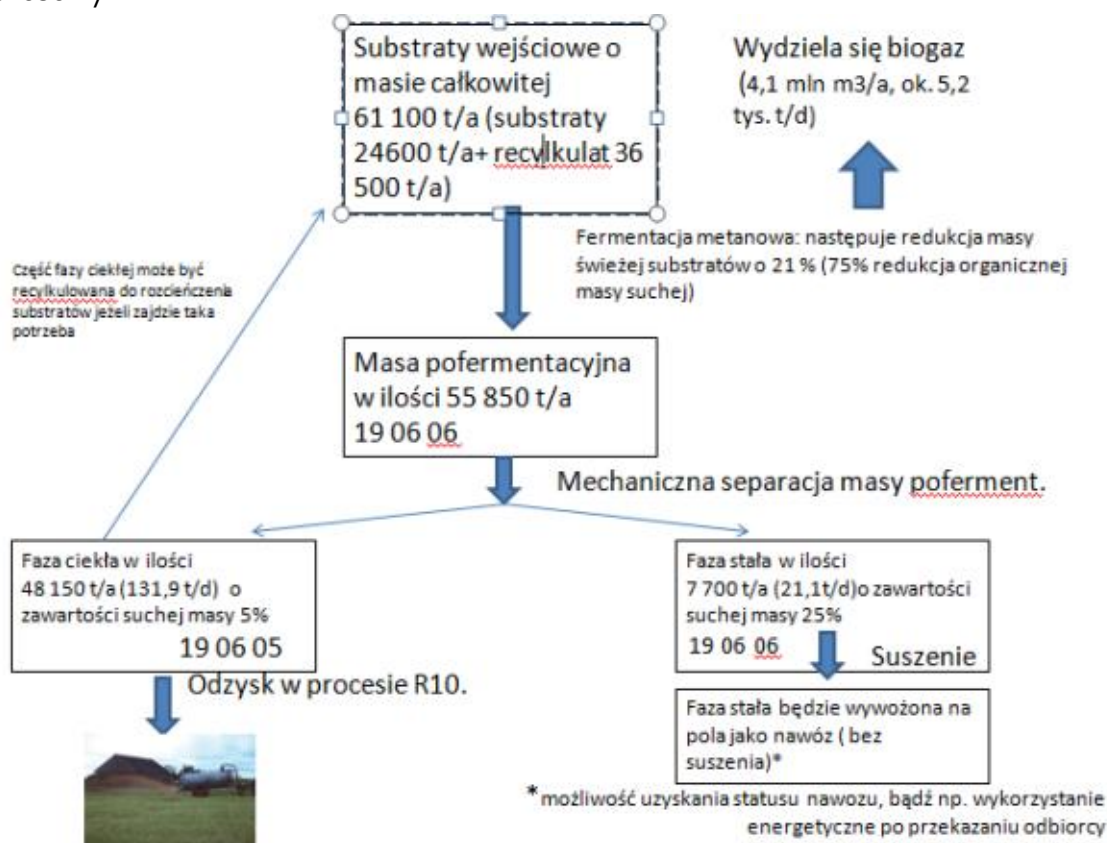 Substraty wejściowe o
masie całkowitej
61 100 t/a (substraty
24600 t/a+ recylkulat 36
500 t/a)
Wydziela się biogaz
(4,1 mln m3/a, ok. 5,2
tys. t/d)
Fermentacja metanowa: następuje redukcja masy
świeżej substratów o 21 % (75% redukcja organicznej
masy suchej)
Część fazy ciekłej może być
recylkulowana do rozcieńczenia
substratów jeżeli zajdzie taka
potrzeba
Masa pofermentacyjna
w ilości 55 850 t/a
19 06 06
Mechaniczna separacja masy poferment.
Faza ciekła w ilości
48 150 t/a (131,9 t/d) o
zawartości suchej masy 5%
19 06 05
Odzysk w procesie R10.
Faza stała w ilości
7 700 t/a (21,1t/d)o zawartości
suchej masy 25%
19 06 06
Suszenie
Faza stała będzie wywożona na
pola jako nawóz ( bez
suszenia)*
*możliwość uzyskania statusu nawozu, bądź np. wykorzystanie
energetyczne po przekazaniu odbiorcy